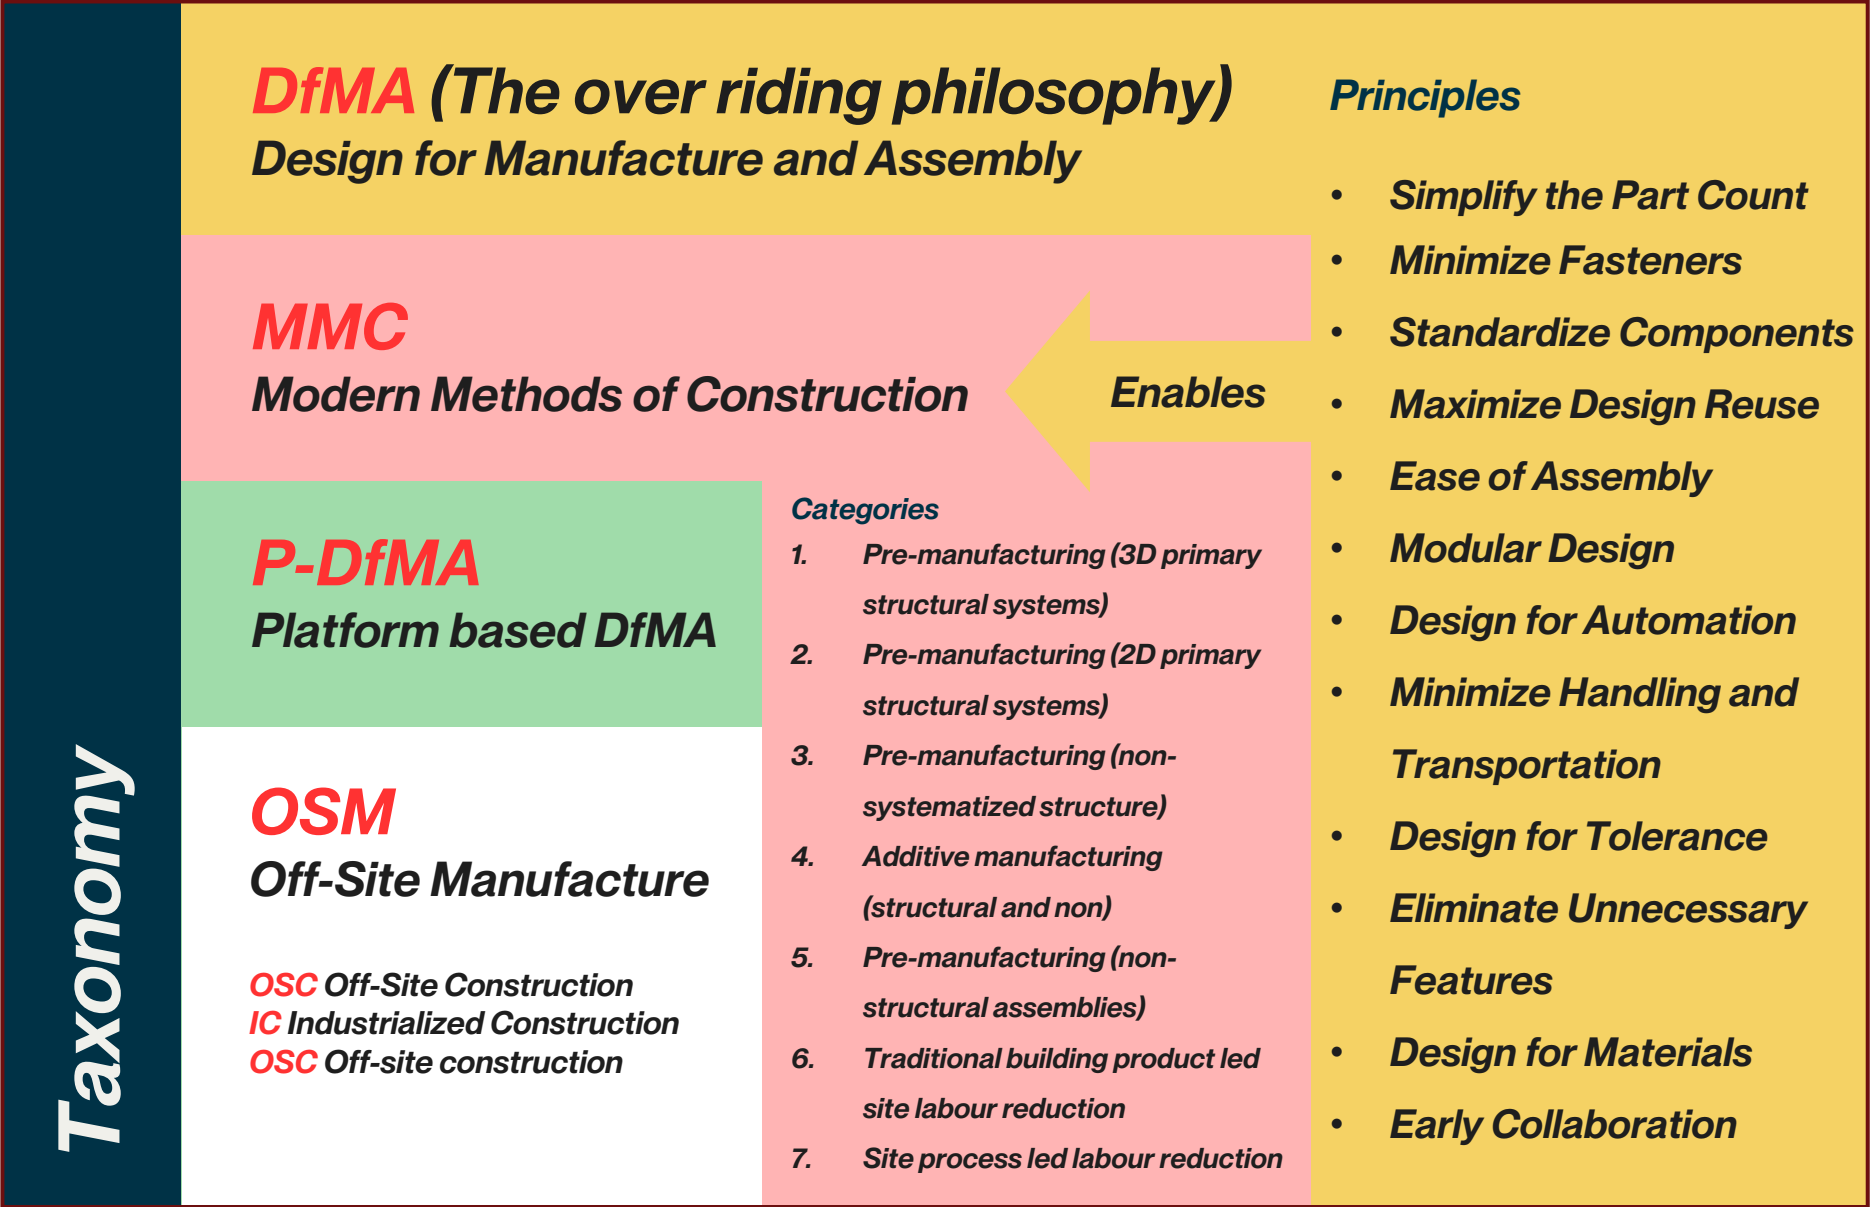 Taxonomy
DfMA (The over riding philosophy)
Design for Manufacture and Assembly
MMC
Modern Methods of Construction
Enables
P-DfMA
Platform based DfMA
OSM
Off-Site Manufacture
OSC Off-Site Construction
IC Industrialized Construction
OSC Off-site construction
Categories
1. Pre-manufacturing (3D primary
structural systems)
2. Pre-manufacturing (2D primary
structural systems)
3. Pre-manufacturing (non-
systematized structure)
4. Additive manufacturing
(structural and non)
5. Pre-manufacturing (non-
structural assemblies)
6. Traditional building product led
site labour reduction
7. Site process led labour reduction
Principles
• Simplify the Part Count
• Minimize Fasteners
• Standardize Components
• Maximize Design Reuse
• Ease of Assembly
• Modular Design
• Design for Automation
• Minimize Handling and
Transportation
• Design for Tolerance
• Eliminate Unnecessary
Features
• Design for Materials
• Early Collaboration